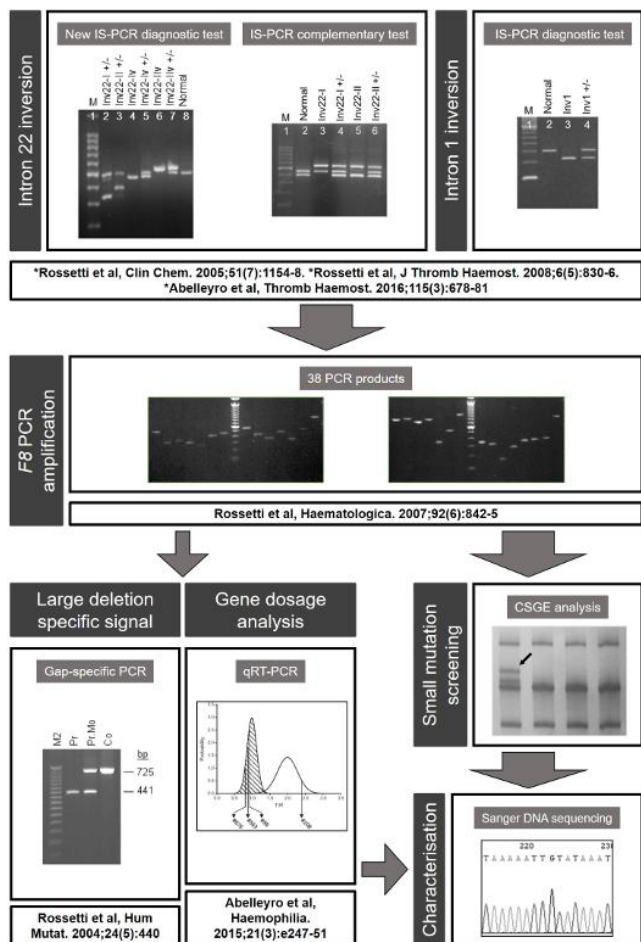 Intron 22 inversion
New IS-PCR diagnostic test
M
Inv22-I +/-
Inv22-II +/-
Inv22-Iv
Inv22-Iv +/-
Inv22-IIv
Inv22-IIv +/-
Normal
1 2 3 4 5 6 7 8
IS-PCR complementary test
M
Normal
Inv22-I
Inv22-I +/-
Inv22-II
Inv22-II +/-
1 2 3 4 5 6
Intron 1 inversion
IS-PCR diagnostic test
M
Normal
Inv1
Inv1 +/-
1 2 3 4
*Rossetti et al, Clin Chem. 2005;51(7):1154-8. *Rossetti et al, J Thromb Haemost. 2008;6(5):830-6.
*Abelleyro et al, Thromb Haemost. 2016;115(3):678-81
F8 PCR
amplification
38 PCR products
Rossetti et al, Haematologica. 2007;92(6):842-5
Large deletion
specific signal
Gap-specific PCR
M2
Pr
Pr.Mo
Co
bp
725
441
Rossetti et al, Hum
Mutat. 2004;24(5):440
Gene dosage
analysis
qRT-PCR
Probability
Abelleyro et al,
Haemophilia.
2015;21(3):e247-51
Small mutation
screening
CSGE analysis
Characterisation
Sanger DNA sequencing
220 230
T A A A A A T T G T A T A A A T